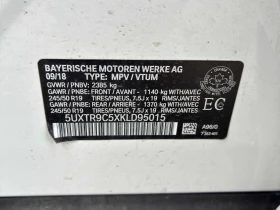 BAYERISCHE MOTOREN WERKE AG
09/18 TYPE: MPV / VTUM
GVWR / PNBV: 2385 kg
GAWR / PNBE: FRONT / AVANT - 1140 kg WITH / AVEC
245/50 R19 TIRES / PNEUS, 7.5J x 19 RIMS / JANTES
GAWR / PNBE: REAR / ARRIERE - 1370 kg WITH / AVEC
245/50 R19 TIRES / PNEUS, 7.5J x 19 RIMS / JANTES
EC
5UXTR9C5XKLD95015
A96/0